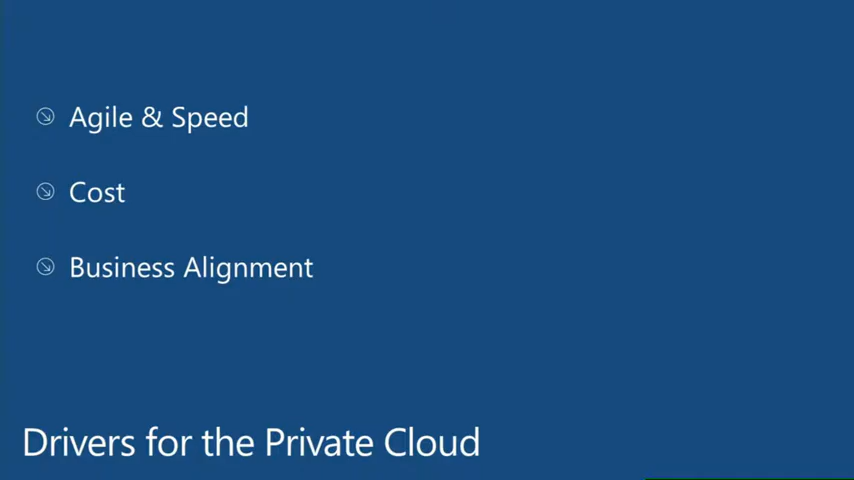 Agile & Speed
Cost
Business Alignment
Drivers for the Private Cloud